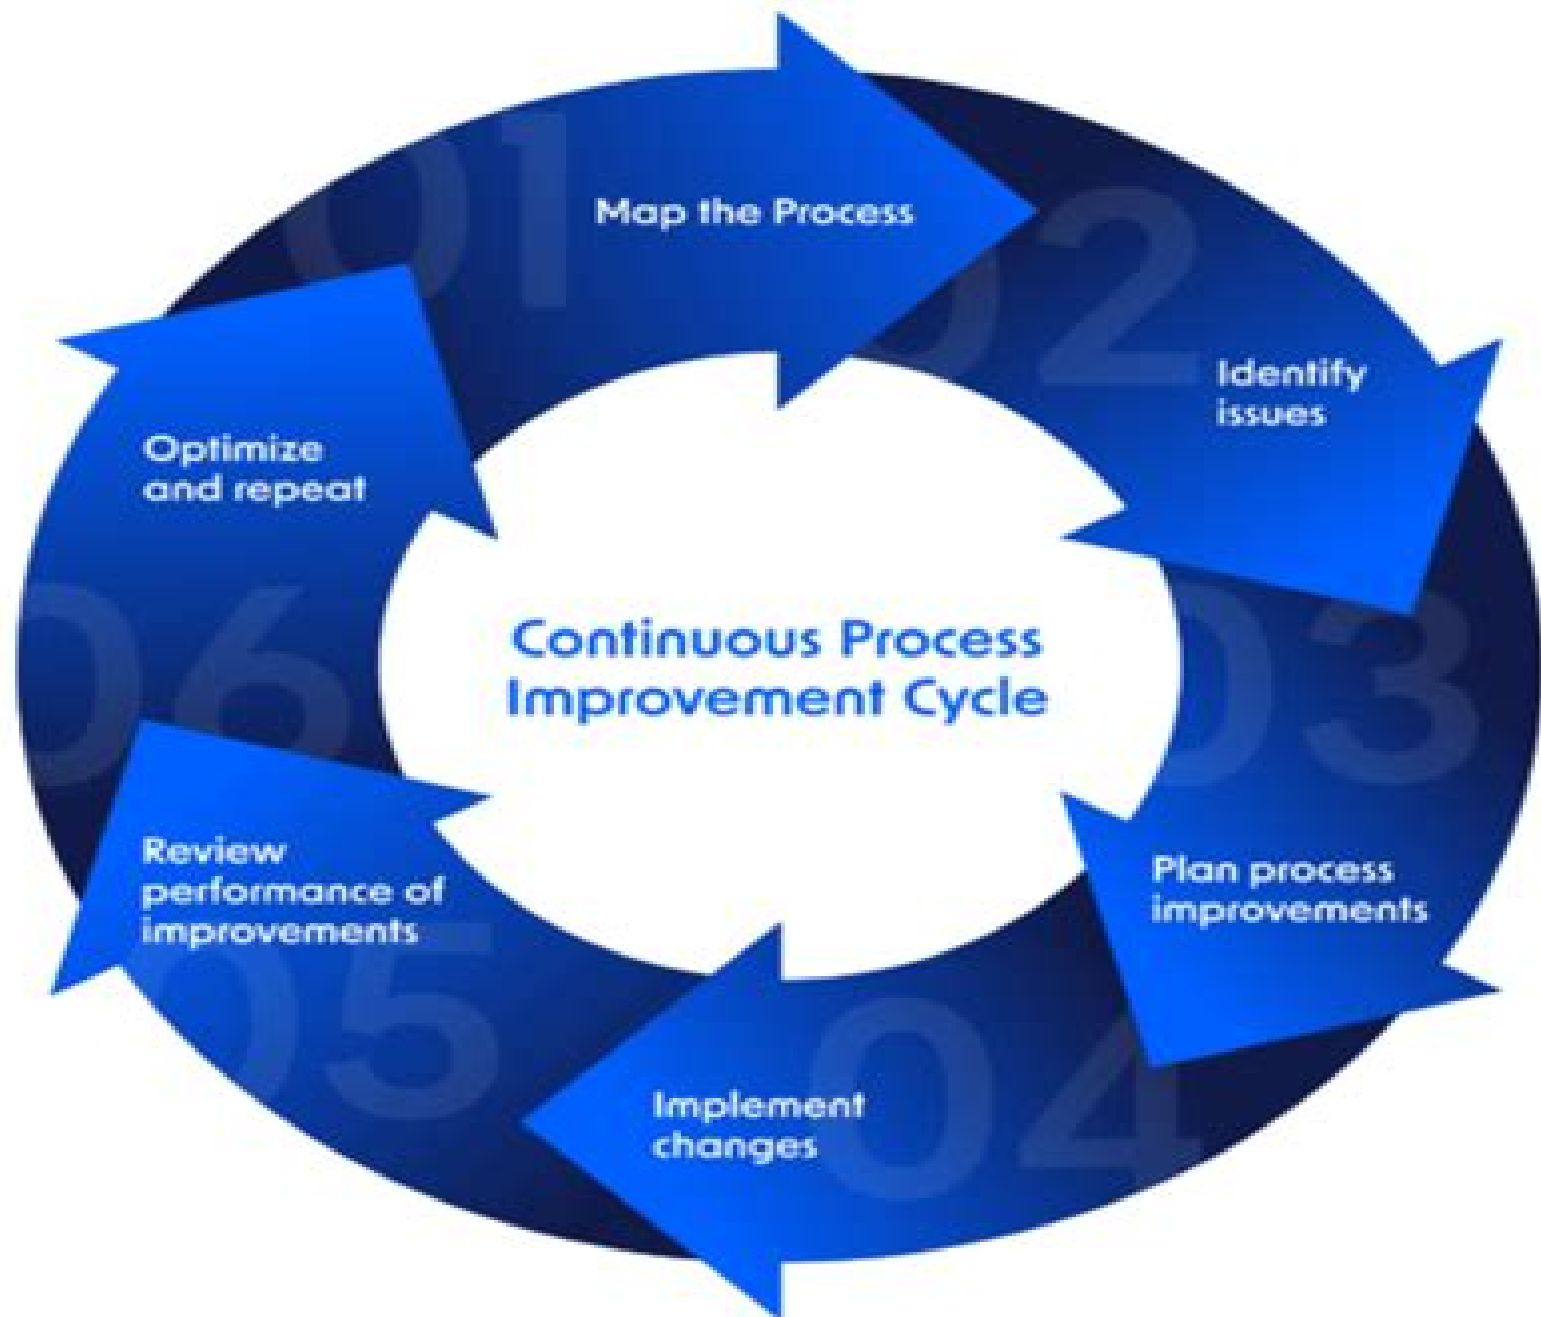 01
Map the Process
02
Identify
issues
03
Plan process
improvements
04
Implement
changes
05
Review
performance of
improvements
06
Optimize
and repeat
Continuous Process
Improvement Cycle